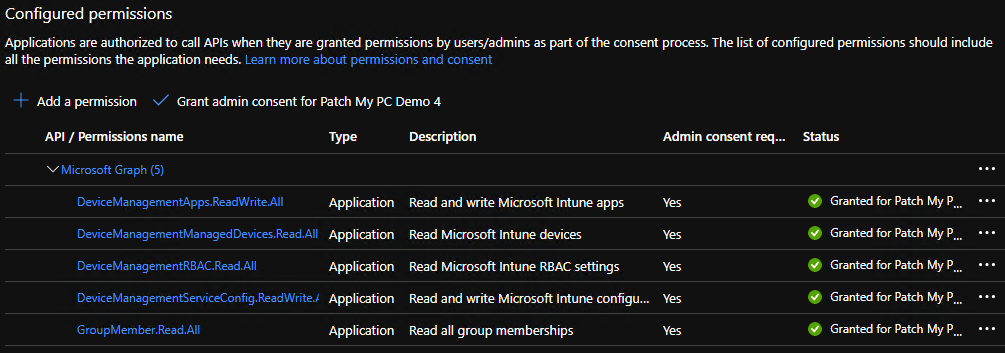 Configured permissions
Applications are authorized to call APIs when they are granted permissions by users/admins as part of the consent process. The list of configured permissions should include
all the permissions the application needs. Learn more about permissions and consent
Add a permission Grant admin consent for Patch My PC Demo 4
API / Permissions name Type Description Admin consent req... Status
Microsoft Graph (5)
DeviceManagementApps.ReadWrite.All Application Read and write Microsoft Intune apps Yes Granted for Patch My P...
DeviceManagementManagedDevices.Read.All Application Read Microsoft Intune devices Yes Granted for Patch My P...
DeviceManagementRBAC.Read.All Application Read Microsoft Intune RBAC settings Yes Granted for Patch My P...
DeviceManagementServiceConfig.ReadWrite.A Application Read and write Microsoft Intune configu... Yes Granted for Patch My P...
GroupMember.Read.All Application Read all group memberships Yes Granted for Patch My P...